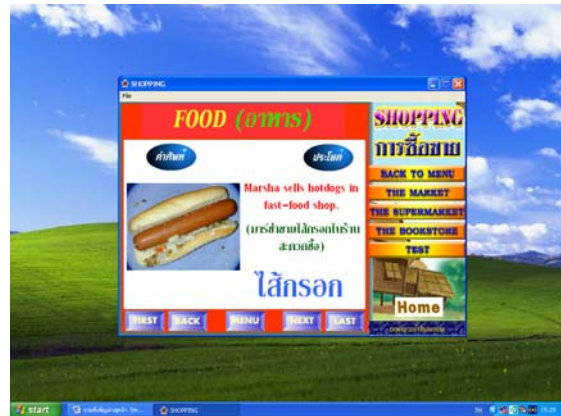 SHOPPING
File
FOOD (อาหาร)
คำศัพท์
ประโยค
Marsha sells hotdogs in
fast-food shop.
(มาร์ช่าขายไส้กรอกในร้าน
สะดวกซื้อ)
ไส้กรอก
FIRST
BACK
MENU
NEXT
LAST
SHOPPING
การซื้อขาย
BACK TO MENU
THE MARKET
THE SUPERMARKET
THE BOOKSTORE
TEST
Home
start
SHOPPING
TH
15:29